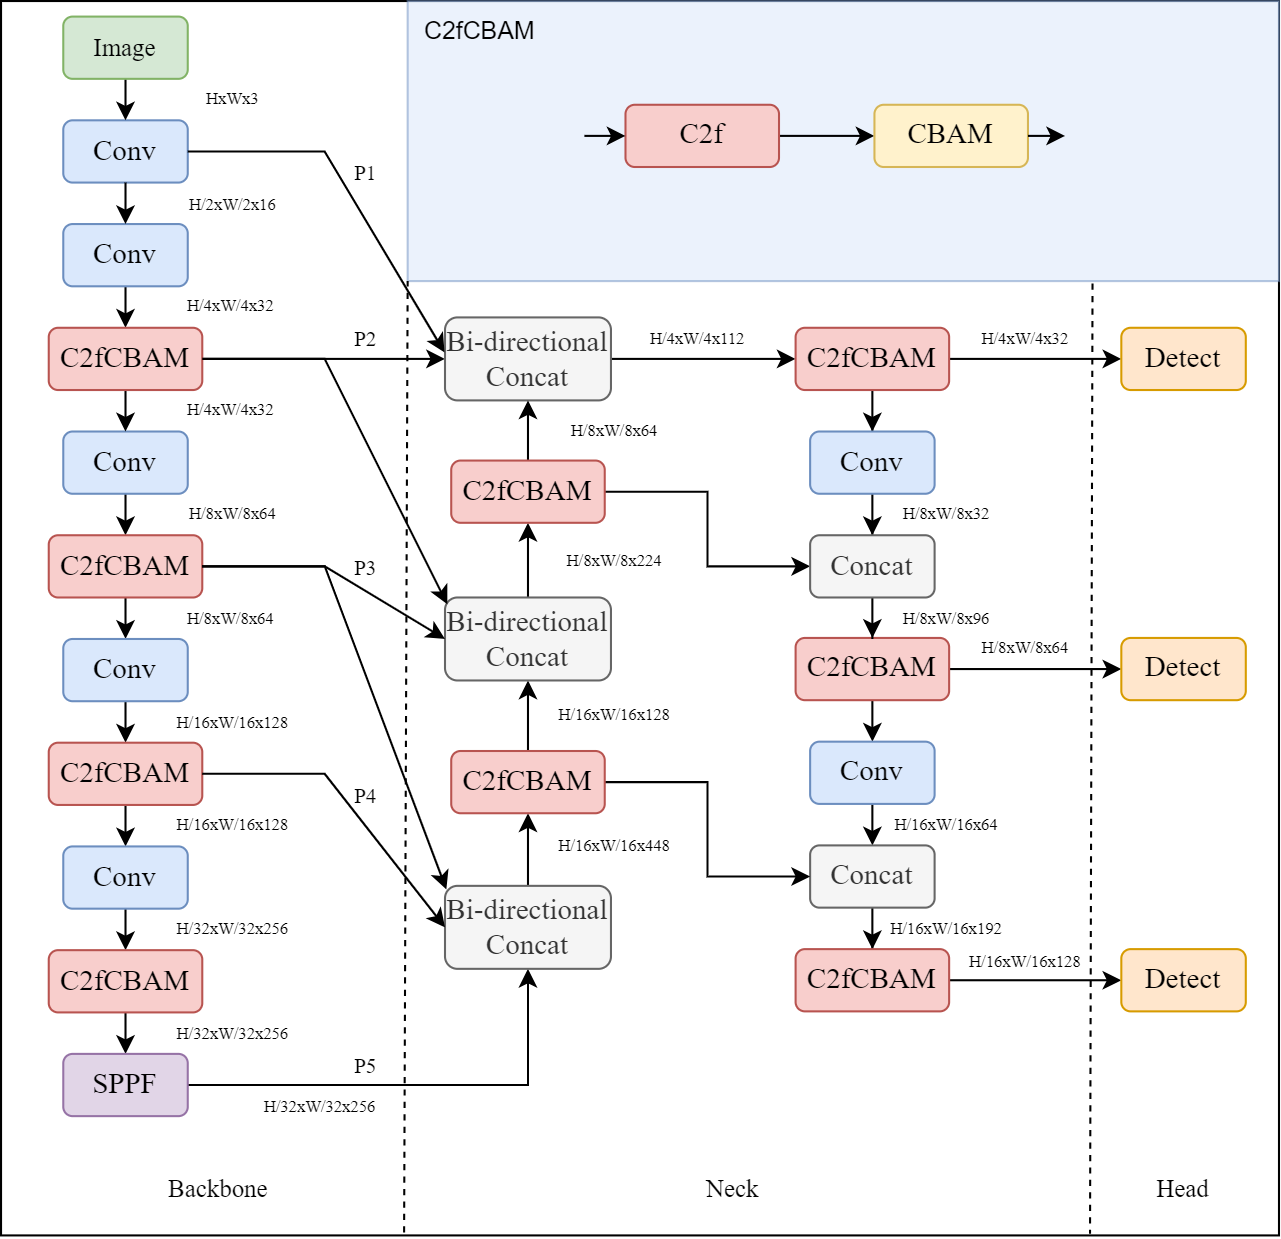 C2fCBAM
C2f
CBAM
Image
HxWx3
Conv
P1
H/2xW/2x16
Conv
H/4xW/4x32
C2fCBAM
P2
H/4xW/4x32
Conv
H/8xW/8x64
C2fCBAM
P3
H/8xW/8x64
Conv
H/16xW/16x128
C2fCBAM
P4
H/16xW/16x128
Conv
H/32xW/32x256
C2fCBAM
H/32xW/32x256
SPPF
P5
H/32xW/32x256
Backbone
Bi-directional
Concat
H/4xW/4x112
H/8xW/8x64
C2fCBAM
H/8xW/8x224
Bi-directional
Concat
H/16xW/16x128
C2fCBAM
H/16xW/16x448
Bi-directional
Concat
C2fCBAM
H/4xW/4x32
Conv
H/8xW/8x32
Concat
H/8xW/8x96
C2fCBAM
H/8xW/8x64
Conv
H/16xW/16x64
Concat
H/16xW/16x192
C2fCBAM
H/16xW/16x128
Neck
Detect
Detect
Detect
Head